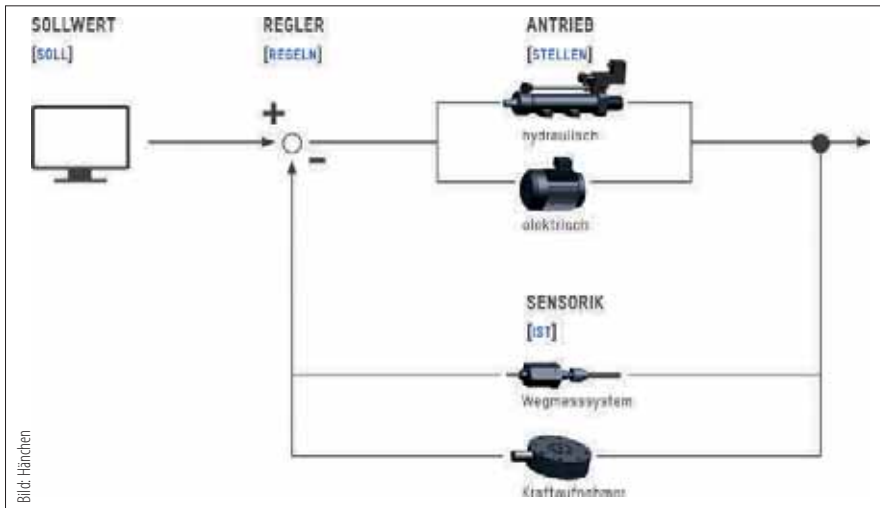 SOLLWERT
[SOLL]
REGLER
[REGELN]
ANTRIEB
[STELLEN]
+
−
hydraulisch
elektrisch
SENSORIK
[IST]
Wegmesssystem
Kraftaufnehmer
Bild: Hänchen